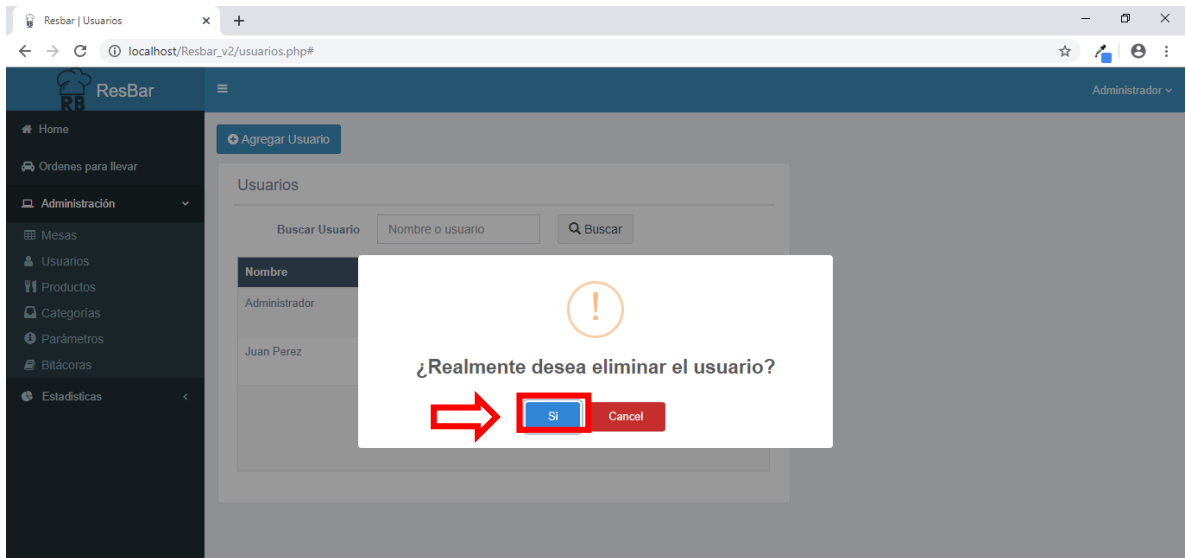 Resbar | Usuarios
localhost/Resbar_v2/usuarios.php#
RB
ResBar
Administrador
Home
Ordenes para llevar
Administración
Mesas
Usuarios
Productos
Categorías
Parámetros
Bitácoras
Estadisticas
Agregar Usuario
Usuarios
Buscar Usuario
Nombre o usuario
Buscar
Nombre
Administrador
Juan Perez
!
¿Realmente desea eliminar el usuario?
Si
Cancel